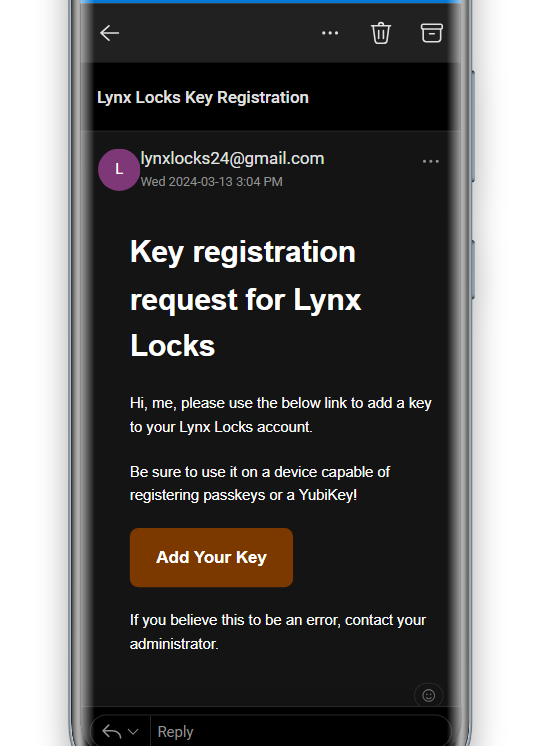 Lynx Locks Key Registration
L
lynxlocks24@gmail.com
Wed 2024-03-13 3:04 PM
Key registration
request for Lynx
Locks
Hi, me, please use the below link to add a key
to your Lynx Locks account.
Be sure to use it on a device capable of
registering passkeys or a YubiKey!
Add Your Key
If you believe this to be an error, contact your
administrator.
Reply